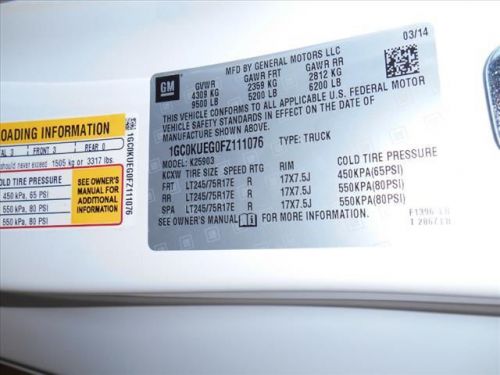 03/14
GM
MFD BY GENERAL MOTORS LLC
GVWR GAWR FRT GAWR RR
4309 KG 2359 KG 2812 KG
9500 LB 5200 LB 6200 LB
THIS VEHICLE CONFORMS TO ALL APPLICABLE U.S. FEDERAL MOTOR
VEHICLE SAFETY STANDARDS IN EFFECT ON THE DATE OF
MANUFACTURE SHOWN ABOVE.
1GC0KUEG0FZ111076 TYPE: TRUCK
MODEL: K25903
KCXW TIRE SIZE SPEED RTG RIM COLD TIRE PRESSURE
FRT LT245/75R17E R 17X7.5J 450KPA(65PSI)
RR LT245/75R17E R 17X7.5J 550KPA(80PSI)
SPA LT245/75R17E R 17X7.5J 550KPA(80PSI)
SEE OWNER'S MANUAL FOR MORE INFORMATION.
F1396 LB
T 2867 LB
LOADING INFORMATION
3 FRONT 3 REAR 0
should never exceed 1505 kg or 3317 lbs.
COLD TIRE PRESSURE
450 kPa, 65 PSI
550 kPa, 80 PSI
550 kPa, 80 PSI
SEE OWNER'S
MANUAL FOR
ADDITIONAL
INFORMATION
1GC0KUEG0FZ111076